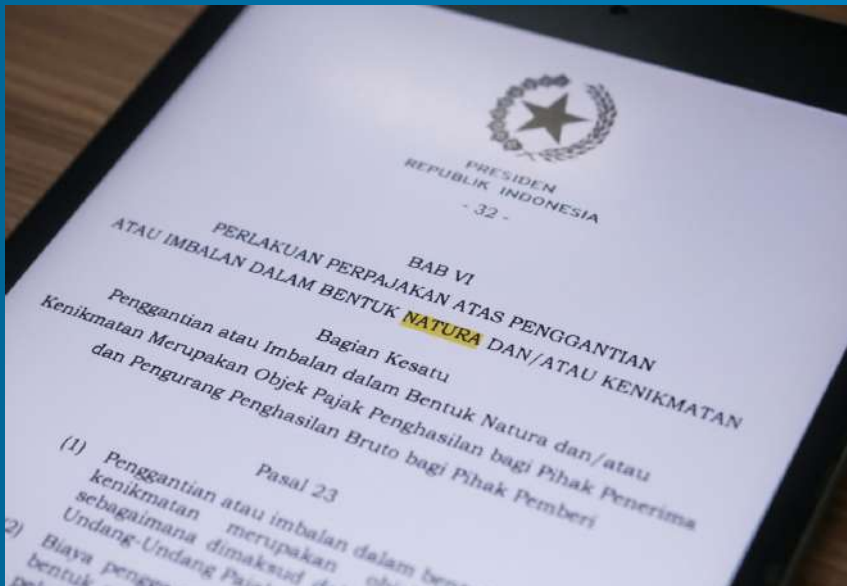 PRESIDEN
REPUBLIK INDONESIA
- 32 -
BAB VI
PERLAKUAN PERPAJAKAN ATAS PENGGANTIAN
ATAU IMBALAN DALAM BENTUK NATURA DAN/ATAU KENIKMATAN
Bagian Kesatu
Penggantian atau Imbalan dalam Bentuk Natura dan/atau
Kenikmatan Merupakan Objek Pajak Penghasilan bagi Pihak Penerima
dan Pengurang Penghasilan Bruto bagi Pihak Pemberi
Pasal 23
(1) Penggantian atau imbalan dalam
kenikmatan merupakan
sebagaimana dimaksud
Undang-Undang
(2) Biaya
bentuk